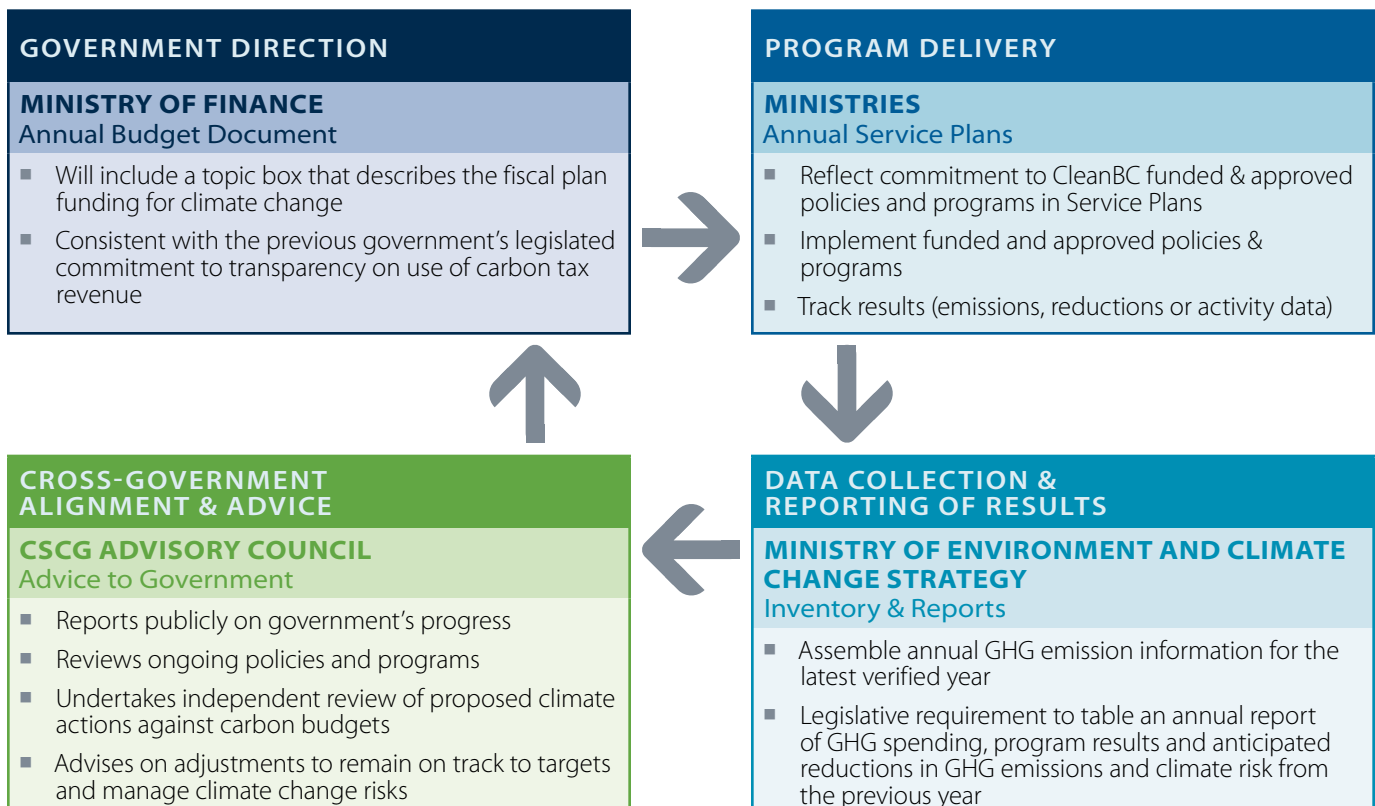 GOVERNMENT DIRECTION
MINISTRY OF FINANCE
Annual Budget Document
■ Will include a topic box that describes the fiscal plan
funding for climate change
■ Consistent with the previous government's legislated
commitment to transparency on use of carbon tax
revenue
PROGRAM DELIVERY
MINISTRIES
Annual Service Plans
■ Reflect commitment to CleanBC funded & approved
policies and programs in Service Plans
■ Implement funded and approved policies &
programs
■ Track results (emissions, reductions or activity data)
CROSS-GOVERNMENT
ALIGNMENT & ADVICE
CSCG ADVISORY COUNCIL
Advice to Government
■ Reports publicly on government's progress
■ Reviews ongoing policies and programs
■ Undertakes independent review of proposed climate
actions against carbon budgets
■ Advises on adjustments to remain on track to targets
and manage climate change risks
DATA COLLECTION &
REPORTING OF RESULTS
MINISTRY OF ENVIRONMENT AND CLIMATE
CHANGE STRATEGY
Inventory & Reports
■ Assemble annual GHG emission information for the
latest verified year
■ Legislative requirement to table an annual report
of GHG spending, program results and anticipated
reductions in GHG emissions and climate risk from
the previous year